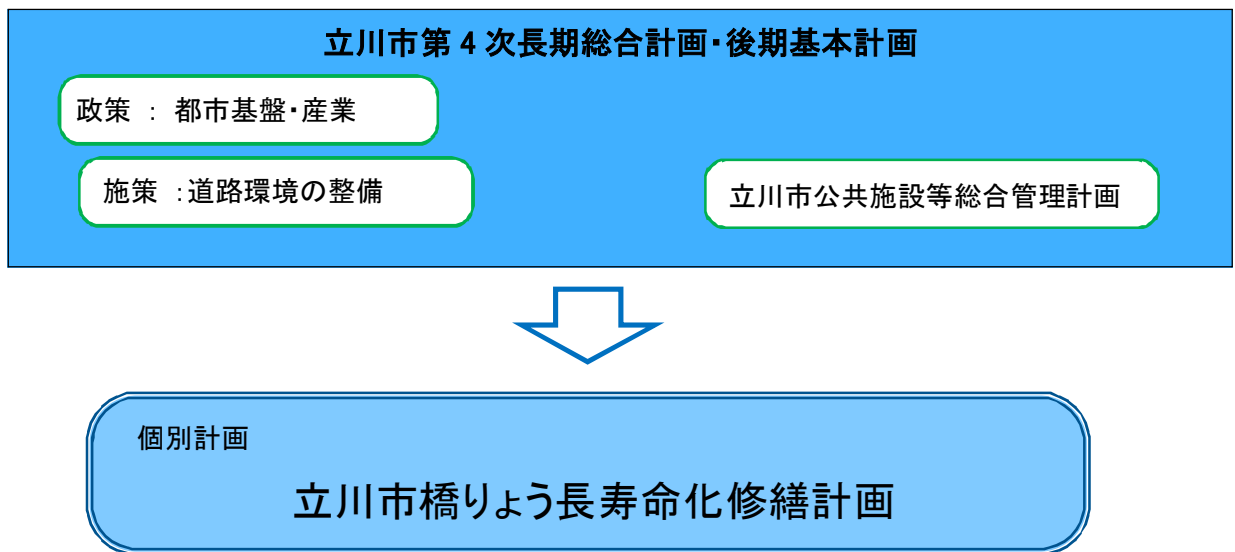 立川市第4次長期総合計画・後期基本計画
政策 : 都市基盤・産業
施策 :道路環境の整備
立川市公共施設等総合管理計画
個別計画
立川市橋りょう長寿命化修繕計画